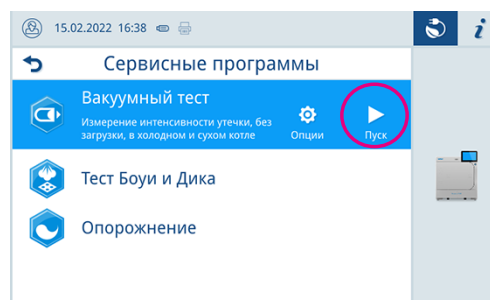 15.02.2022 16:38
Сервисные программы
Вакуумный тест
Измерение интенсивности утечки, без
загрузки, в холодном и сухом котле
Опции
Пуск
Тест Боуи и Дика
Опорожнение